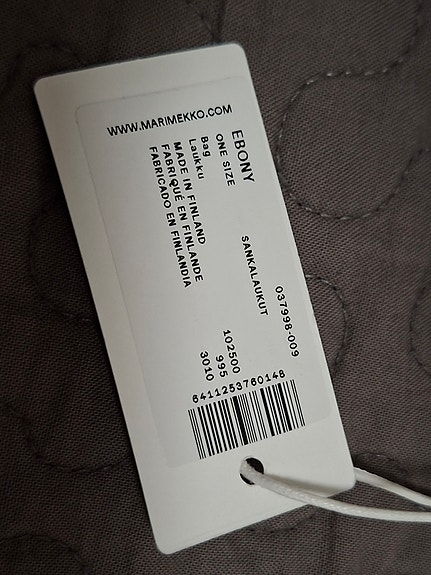 WWW.MARIMEKKO.COM
EBONY
ONE SIZE
Bag
Laukku
MADE IN FINLAND
FABRIQUÉ EN FINLANDE
FABRICADO EN FINLANDIA
SANKALAUKUT
037998-009
102500
995
3010
6411253760148